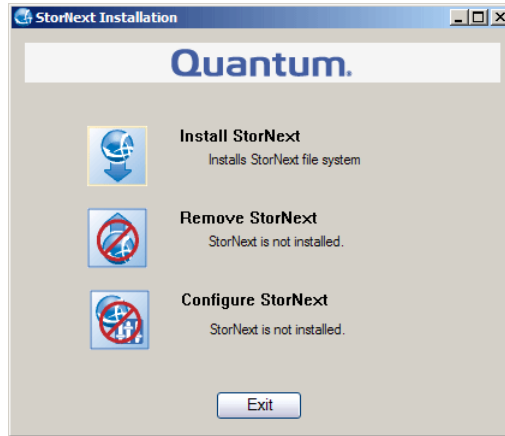 StorNext Installation
Quantum.
Install StorNext
Installs StorNext file system
Remove StorNext
StorNext is not installed.
Configure StorNext
StorNext is not installed.
Exit